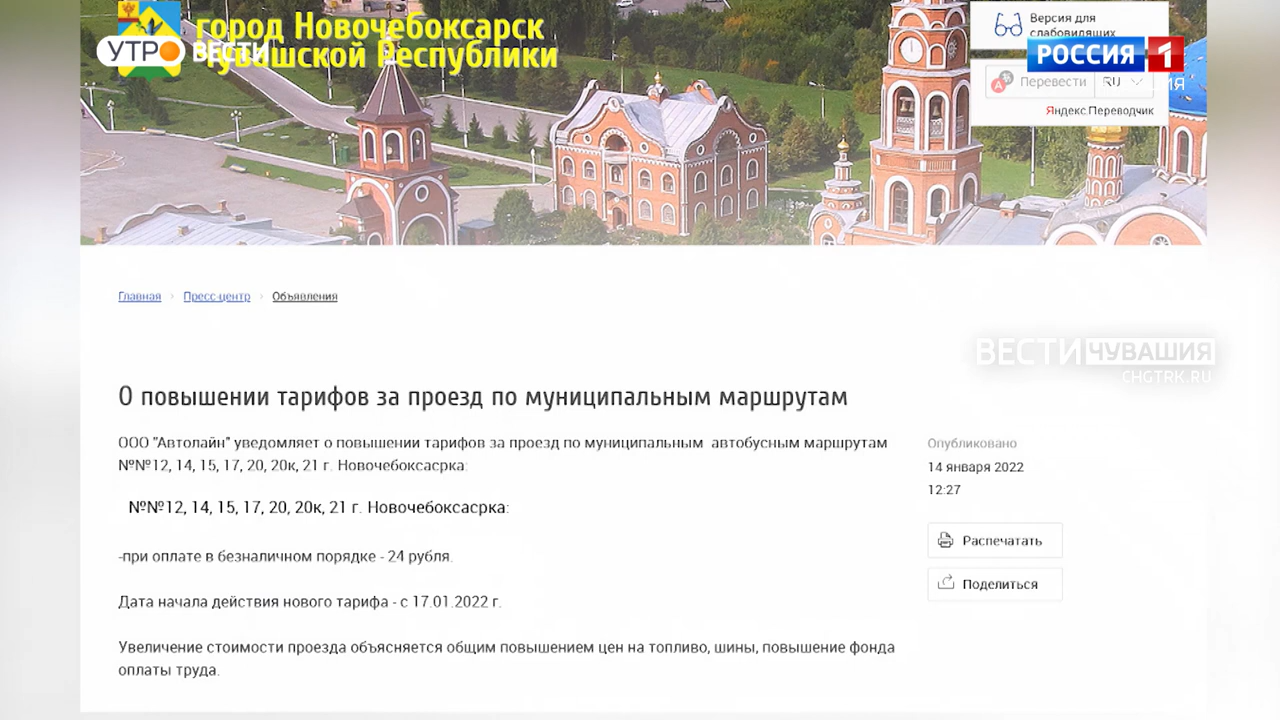 город Новочебоксарск
Чувашской Республики
УТРО ВЕСТИ
Версия для
слабовидящих
РОССИЯ 1
Перевести RU
Яндекс.Переводчик
Главная › Пресс-центр › Объявления
ВЕСТИ ЧУВАШИЯ
CHGTRK.RU
О повышении тарифов за проезд по муниципальным маршрутам
ООО "Автолайн" уведомляет о повышении тарифов за проезд по муниципальным автобусным маршрутам
№№12, 14, 15, 17, 20, 20к, 21 г. Новочебоксасрка:
№№12, 14, 15, 17, 20, 20к, 21 г. Новочебоксасрка:
-при оплате в безналичном порядке - 24 рубля.
Дата начала действия нового тарифа - с 17.01.2022 г.
Увеличение стоимости проезда объясняется общим повышением цен на топливо, шины, повышение фонда
оплаты труда.
Опубликовано
14 января 2022
12:27
Распечатать
Поделиться